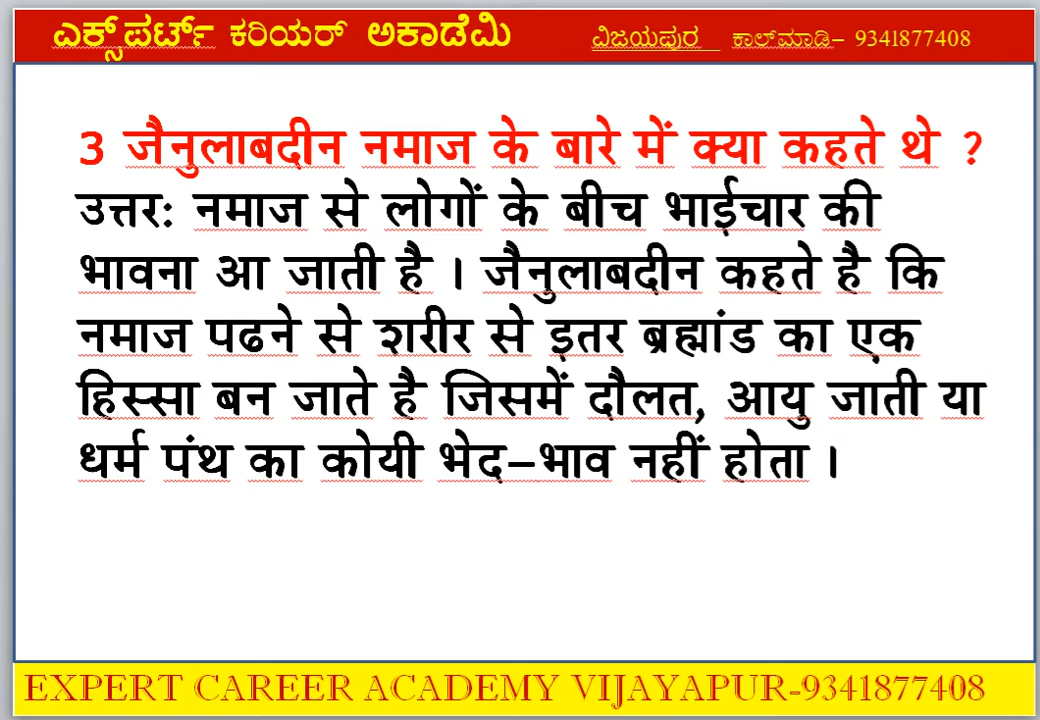 ಎಕ್ಸ್‌ಪರ್ಟ್ ಕರಿಯರ್ ಅಕಾಡೆಮಿ ವಿಜಯಪುರ ಕಾಲ್‌ಮಾಡಿ– 9341877408
3 जैनुलाबदीन नमाज के बारे में क्या कहते थे ?
उत्तरः नमाज से लोगों के बीच भाईचार की
भावना आ जाती है । जैनुलाबदीन कहते है कि
नमाज पढने से शरीर से इतर ब्रह्मांड का एक
हिस्सा बन जाते है जिसमें दौलत, आयु जाती या
धर्म पंथ का कोयी भेद–भाव नहीं होता ।
EXPERT CAREER ACADEMY VIJAYAPUR-9341877408